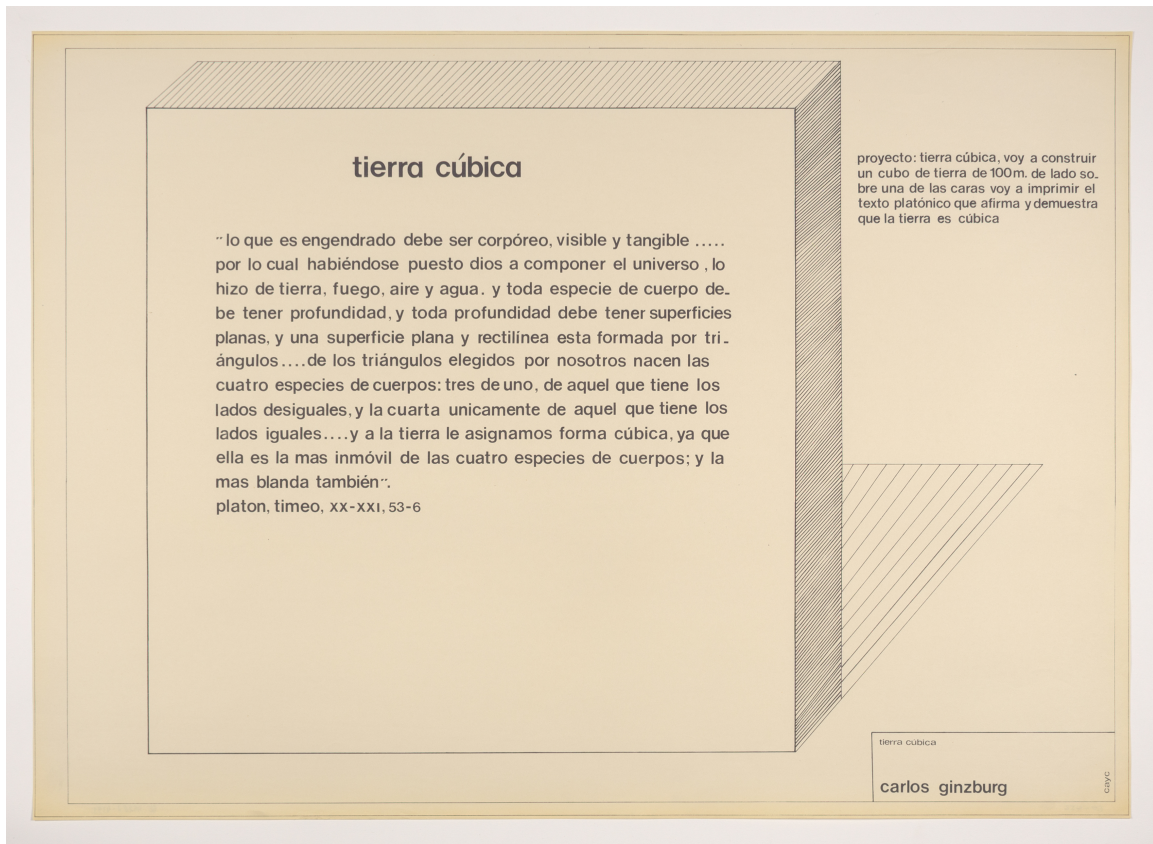 tierra cúbica
¨lo que es engendrado debe ser corpóreo, visible y tangible .....
por lo cual habiéndose puesto dios a componer el universo , lo
hizo de tierra, fuego, aire y agua. y toda especie de cuerpo de-
be tener profundidad, y toda profundidad debe tener superficies
planas, y una superficie plana y rectilínea esta formada por tri-
ángulos....de los triángulos elegidos por nosotros nacen las
cuatro especies de cuerpos: tres de uno, de aquel que tiene los
lados desiguales, y la cuarta unicamente de aquel que tiene los
lados iguales....y a la tierra le asignamos forma cúbica, ya que
ella es la mas inmóvil de las cuatro especies de cuerpos; y la
mas blanda también¨.
platon, timeo, xx-xxı, 53-6
proyecto: tierra cúbica, voy a construir
un cubo de tierra de 100m. de lado so-
bre una de las caras voy a imprimir el
texto platónico que afirma y demuestra
que la tierra es cúbica
tierra cúbica
carlos ginzburg
cayc